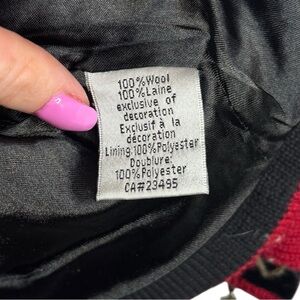 100%Wool
100%Laine
exclusive of
decoration
Exclusif à la
décoration
Lining:100%Polyester
Doublure:
100%Polyester
CA#23495